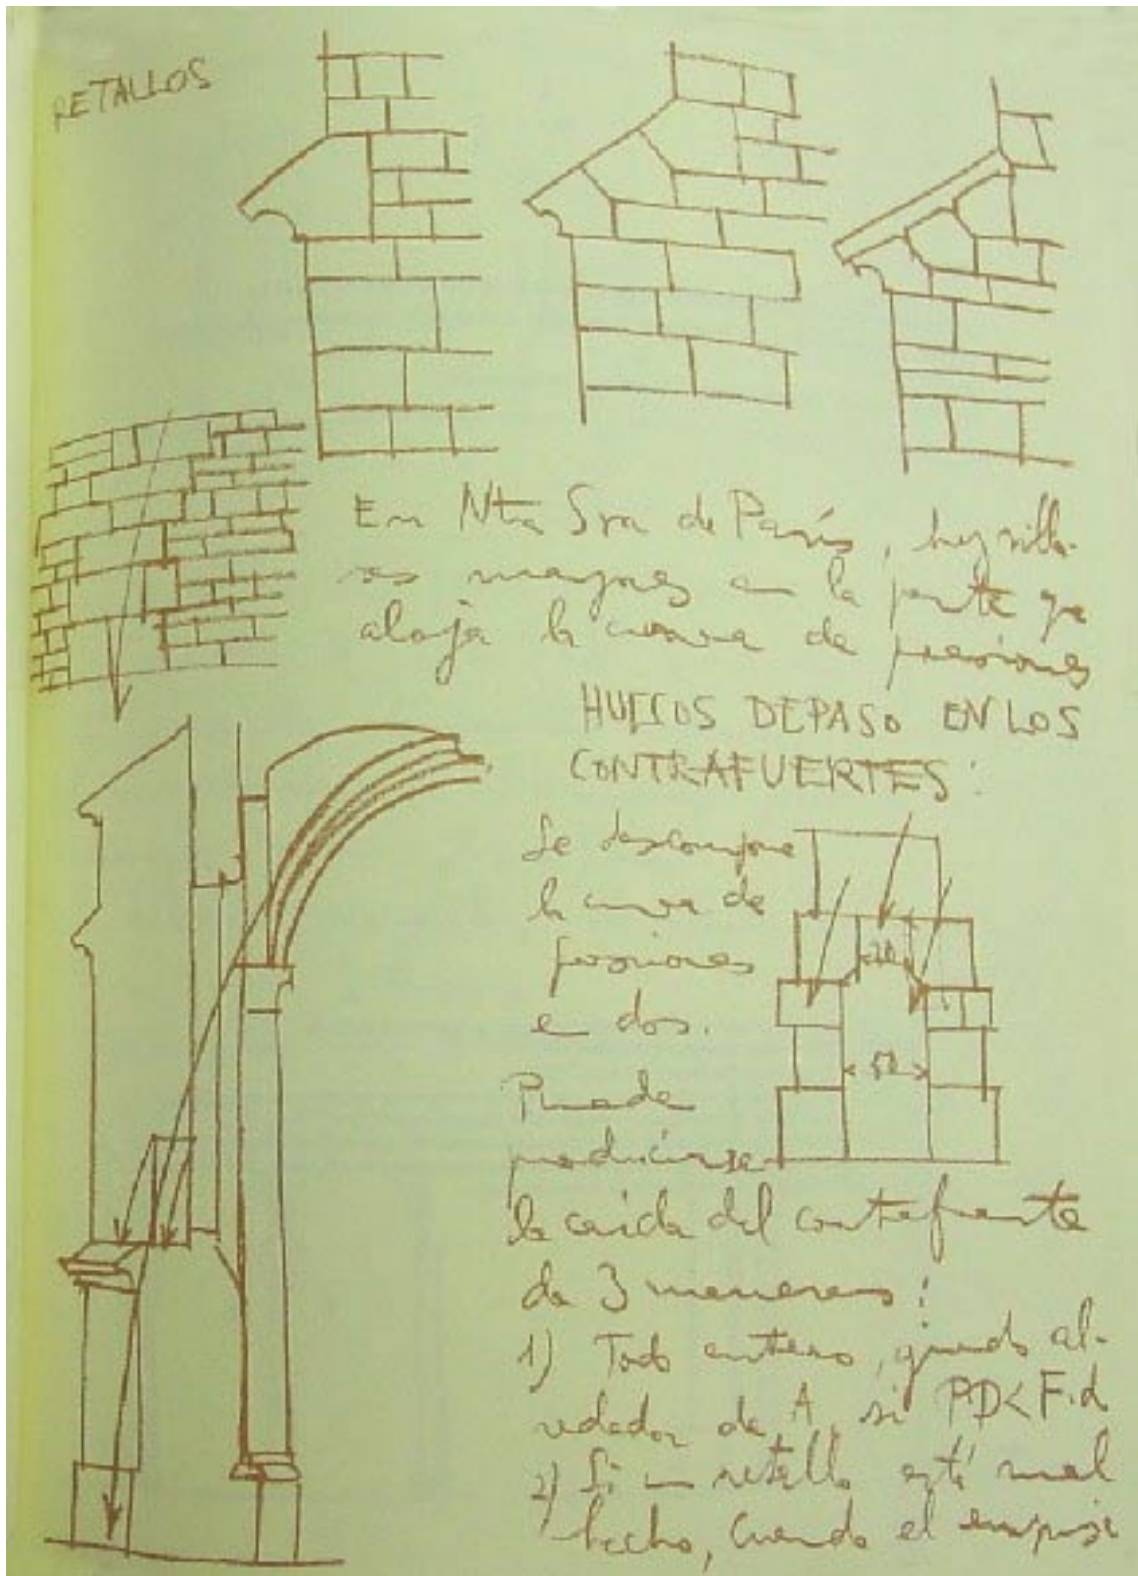 RETALLOS
En Nta Sra de París, hay silla-
res mayores en la parte que
aloja la curva de presiones
HUECOS DE PASO EN LOS
CONTRAFUERTES:
Se descompone
la curva de
presiones
en dos.
Puede
producirse
la caída del contrafuerte
de 3 maneras:
1) Todo entero, girando al-
rededor de A, si P.D<F.d
2) Si un retallo está mal
hecho, cuando el empuje